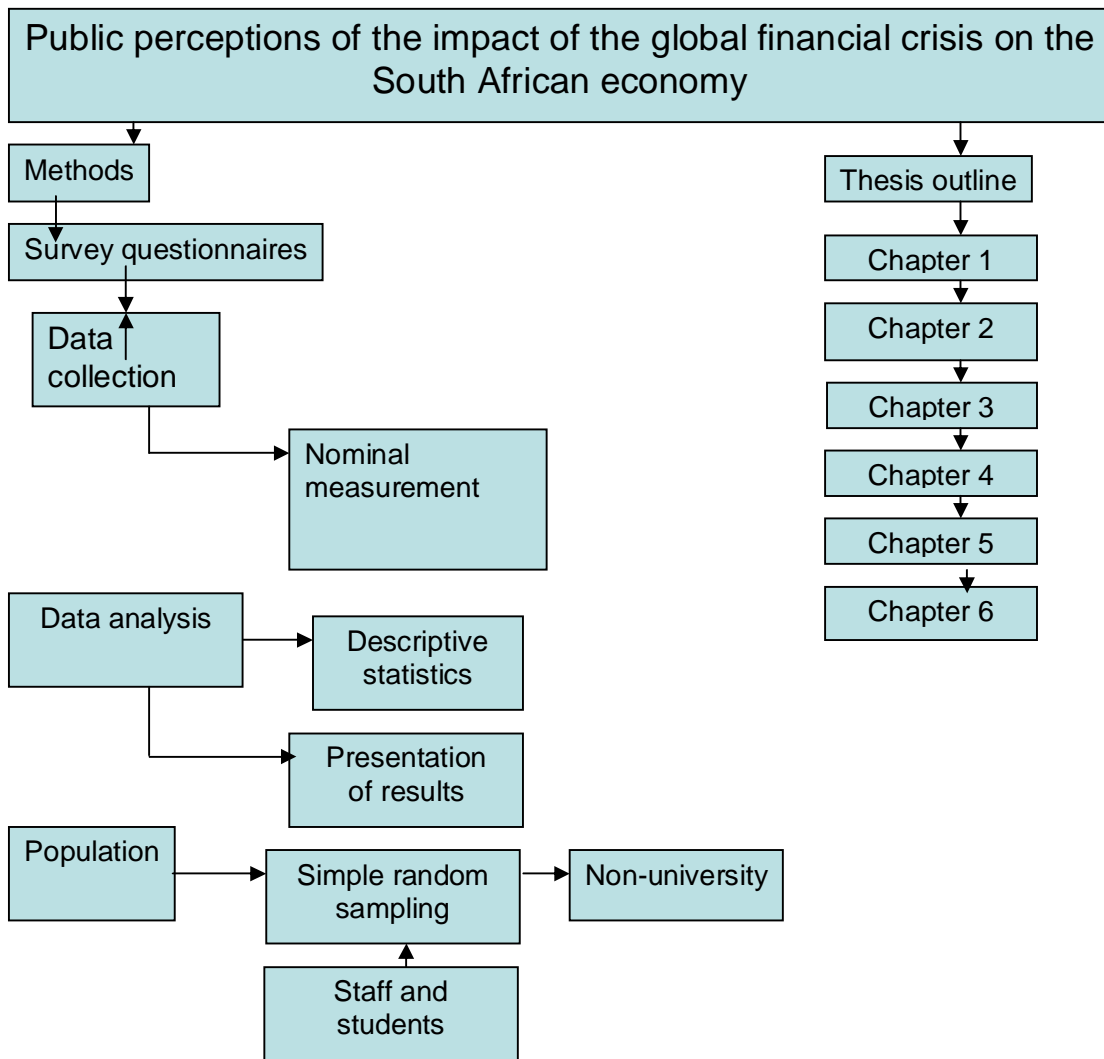 Public perceptions of the impact of the global financial crisis on the
South African economy
Methods
Thesis outline
Survey questionnaires
Chapter 1
Data
collection
Chapter 2
Chapter 3
Nominal
measurement
Chapter 4
Chapter 5
Chapter 6
Data analysis
Descriptive
statistics
Presentation
of results
Population
Simple random
sampling
Non-university
Staff and
students